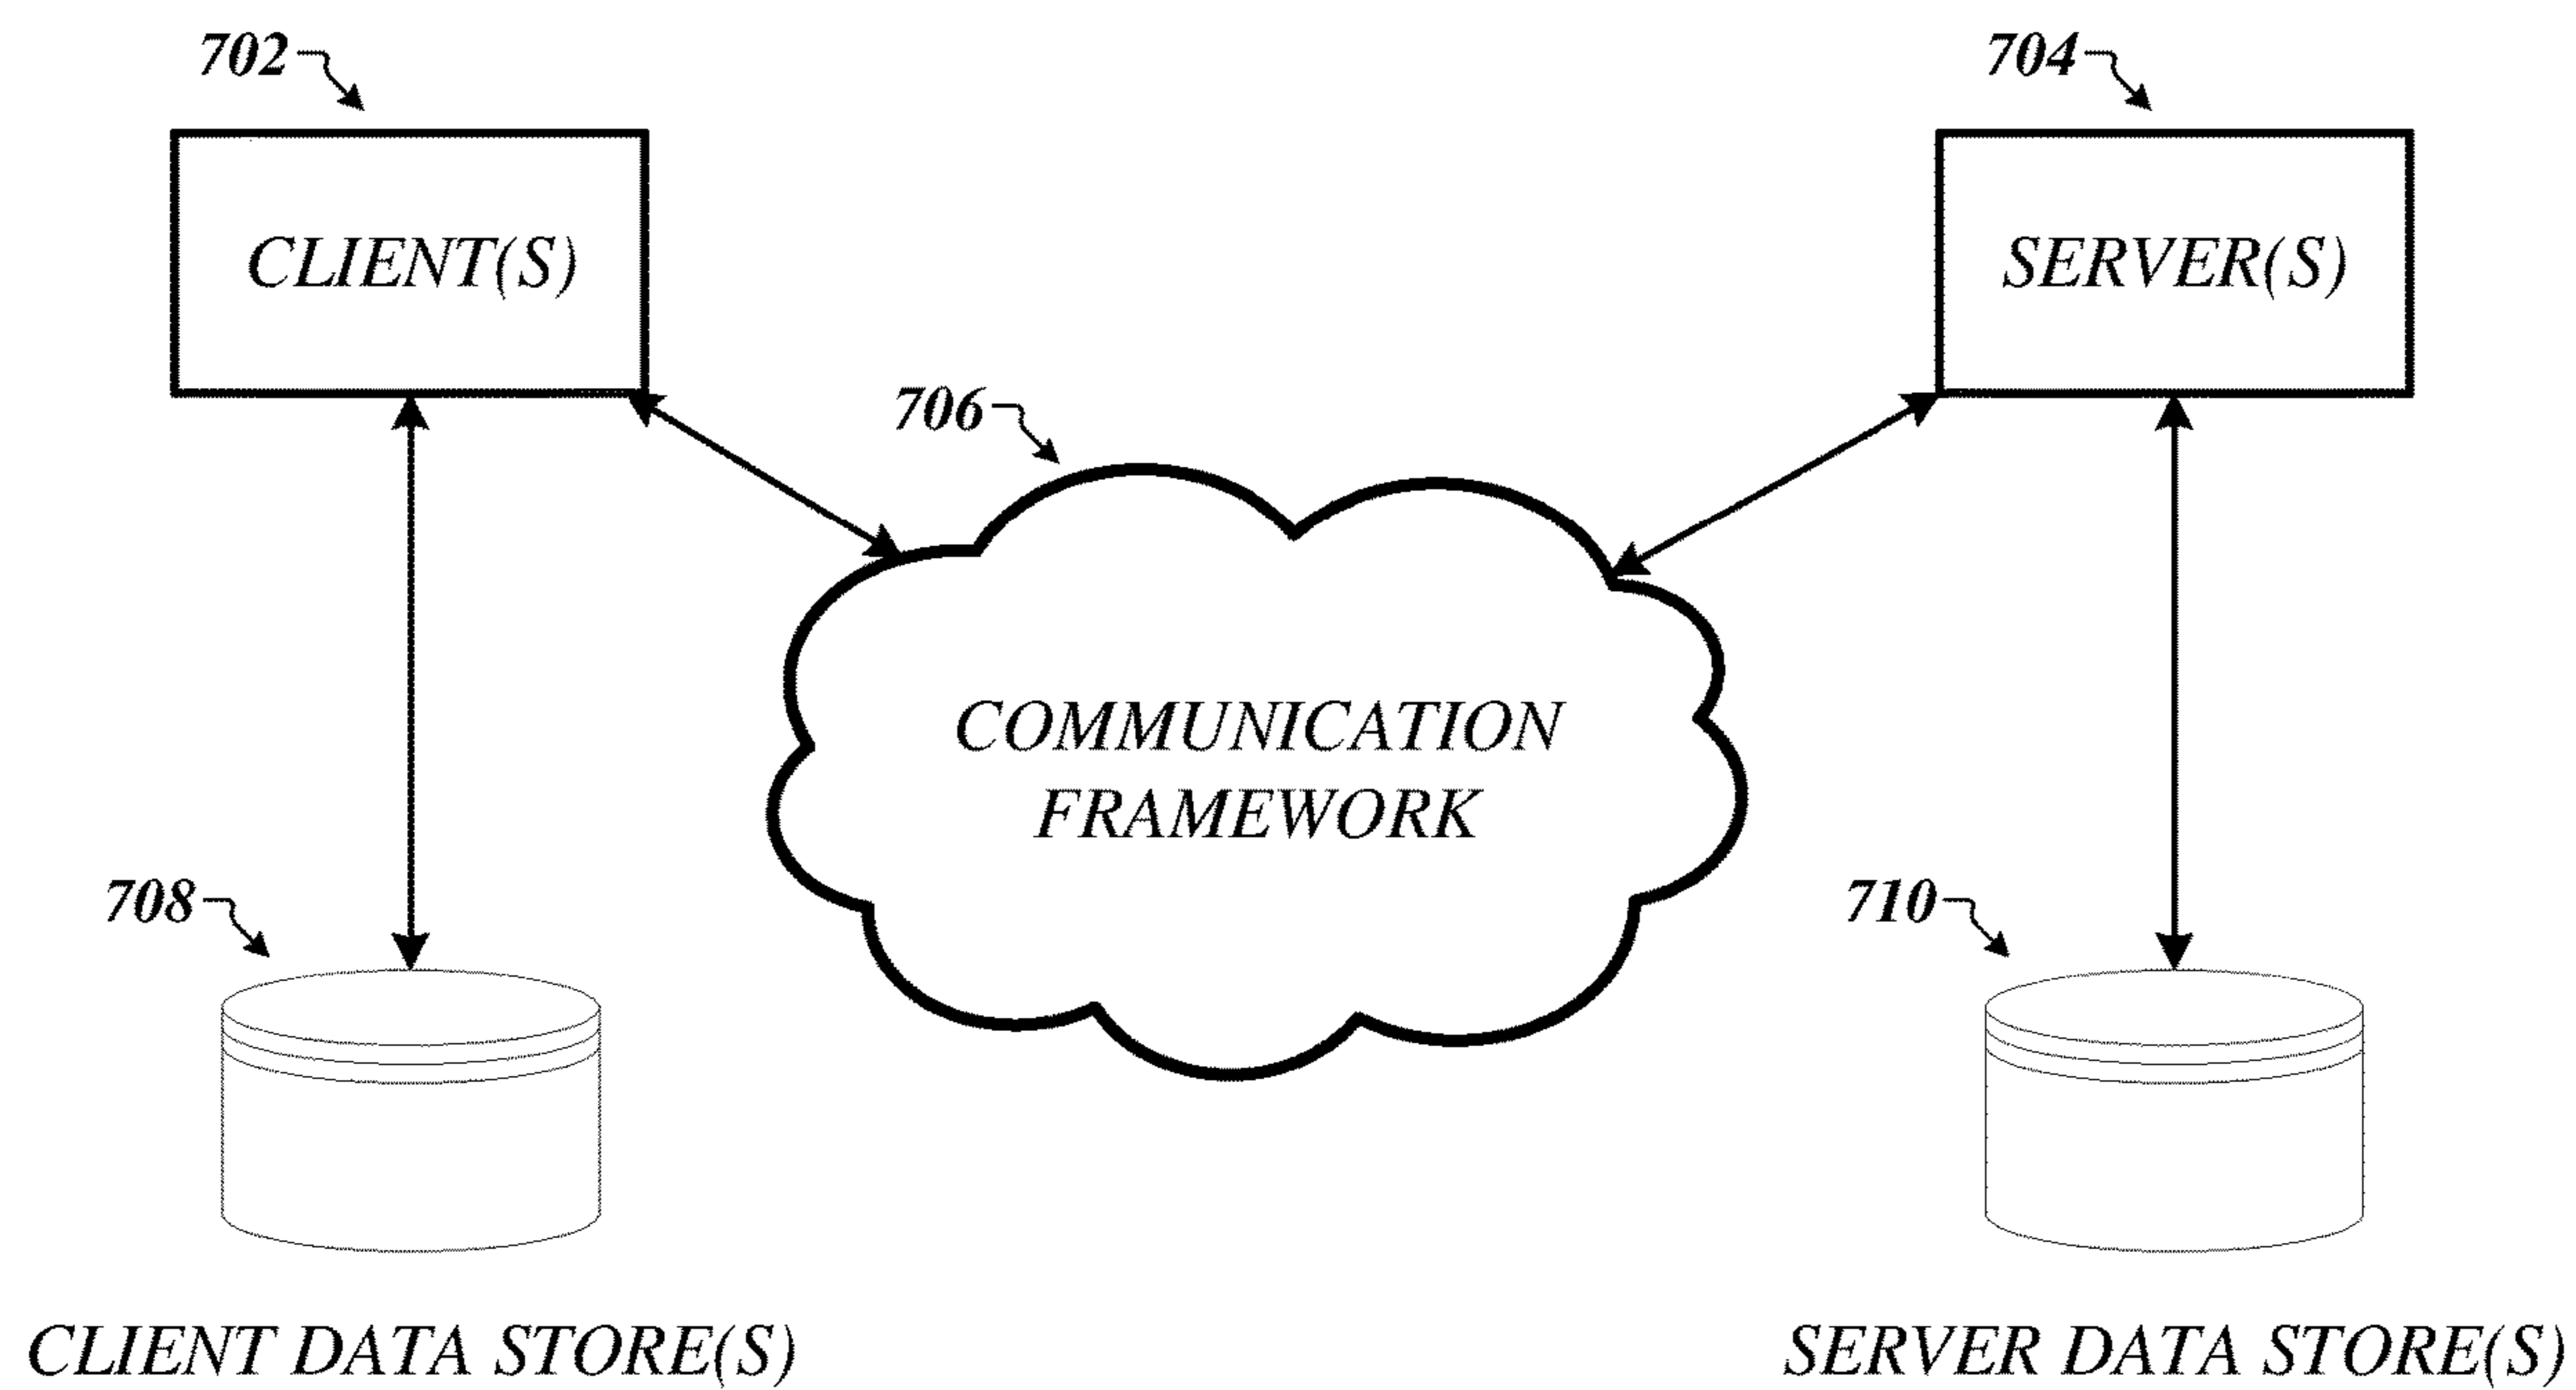 702
704
CLIENT(S)
SERVER(S)
706
COMMUNICATION
FRAMEWORK
708
710
CLIENT DATA STORE(S)
SERVER DATA STORE(S)